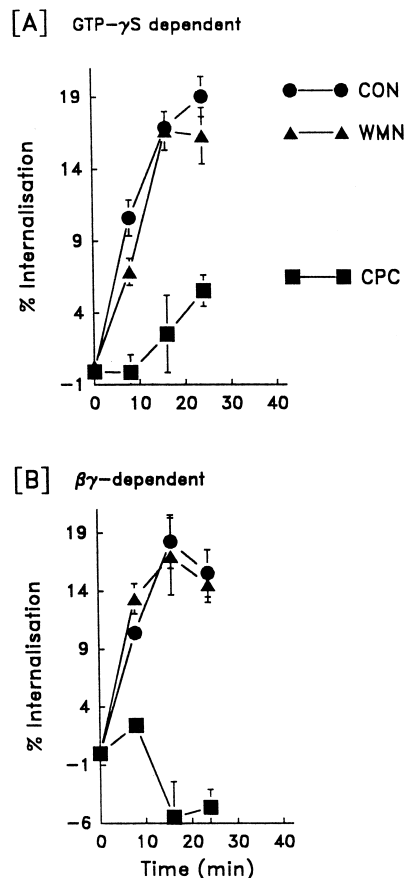 [A] GTP-γS dependent
19
14
9
4
-1
% Internalisation
0 10 20 30 40
CON
WMN
CPC
[B] βγ-dependent
19
14
9
4
-1
-6
% Internalisation
0 10 20 30 40
Time (min)